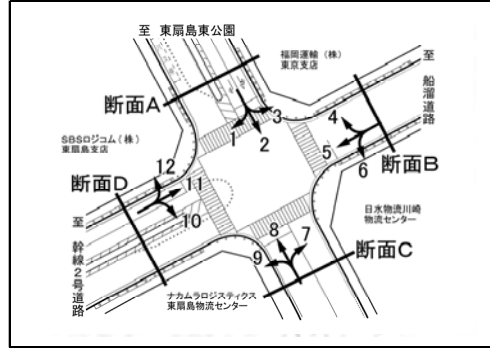 至 東扇島東公園
福岡運輸（株）
東京支店
至
船溜道路
断面A
3
4
1
2
SBSロジコム（株）
東扇島支店
5
断面B
6
12
11
断面D
10
日水物流川崎
物流センター
至
幹線2号道路
8
7
9
断面C
ナカムラロジスティクス
東扇島物流センター